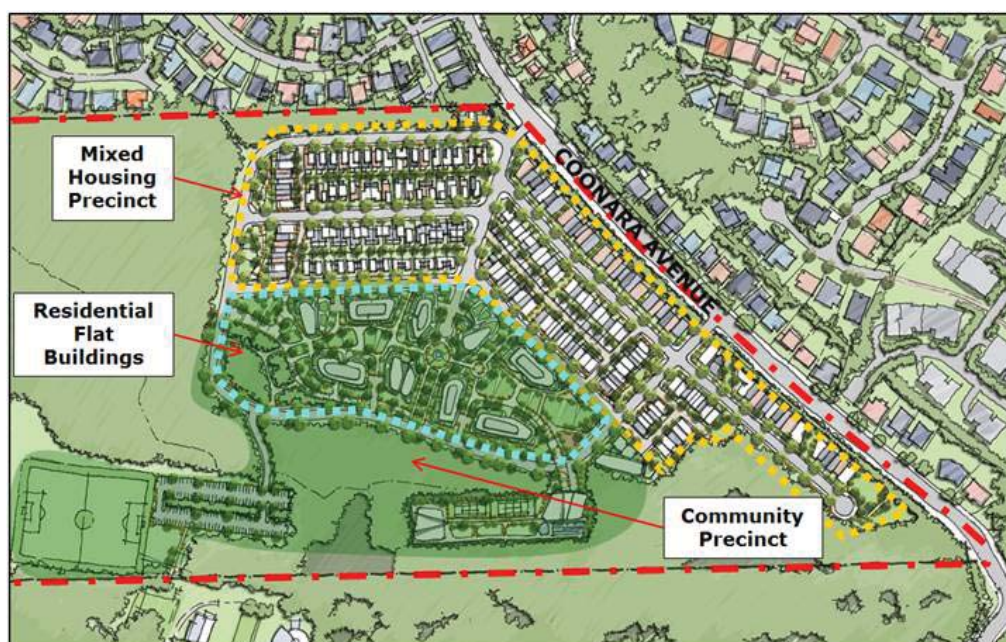 Mixed
Housing
Precinct
COONARA AVENUE
Residential
Flat
Buildings
Community
Precinct